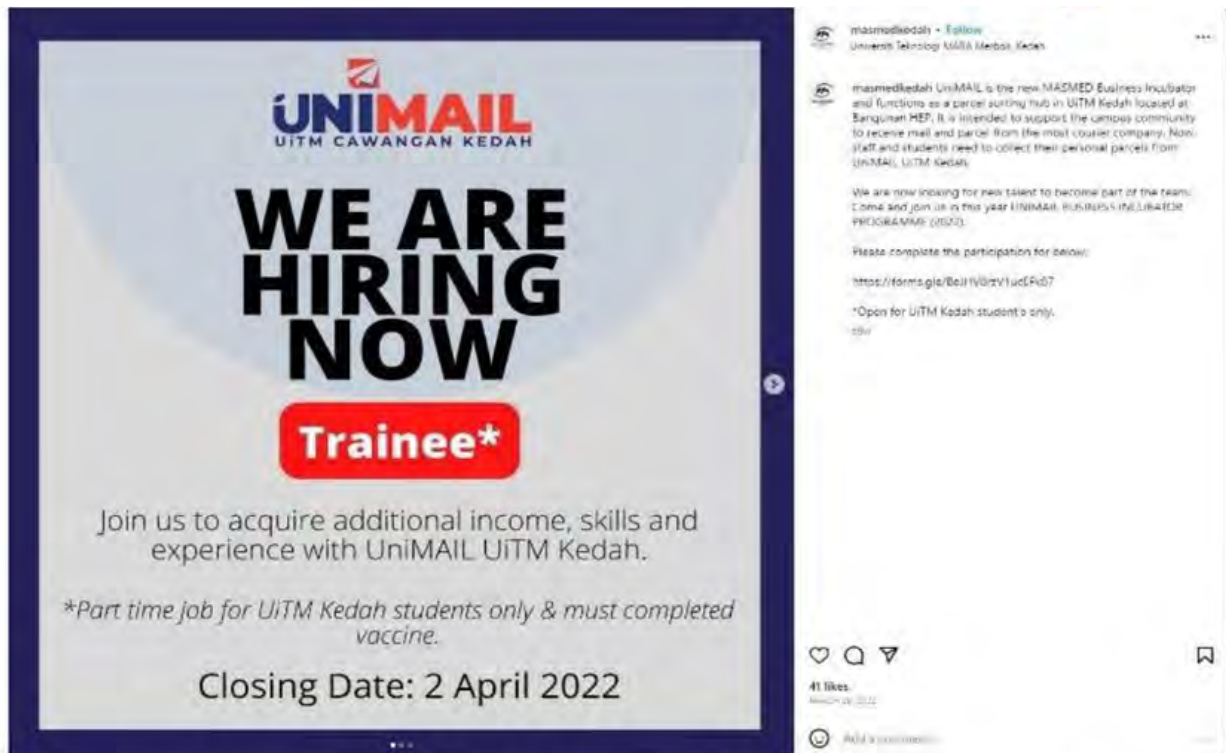 UNIMAIL
UiTM CAWANGAN KEDAH
WE ARE
HIRING
NOW
Trainee*
Join us to acquire additional income, skills and
experience with UniMAIL UiTM Kedah.
*Part time job for UiTM Kedah students only & must completed
vaccine.
Closing Date: 2 April 2022
masmedkedah • Follow
Universiti Teknologi MARA Merbok, Kedah
masmedkedah UniMAIL is the new MASMED Business Incubator
and functions as a parcel sorting hub in UiTM Kedah located at
Bangunan HEP. It is intended to support the campus community
to receive mail and parcel from the most courier company. Now
staff and students need to collect their personal parcels from
UniMAIL UiTM Kedah.
We are now looking for new talent to become part of the team.
Come and join us in this year UNIMAIL BUSINESS INCUBATOR
PROGRAMME (2022).
Please complete the participation for below:
*Open for UiTM Kedah student's only.
41 likes
Add a comment...